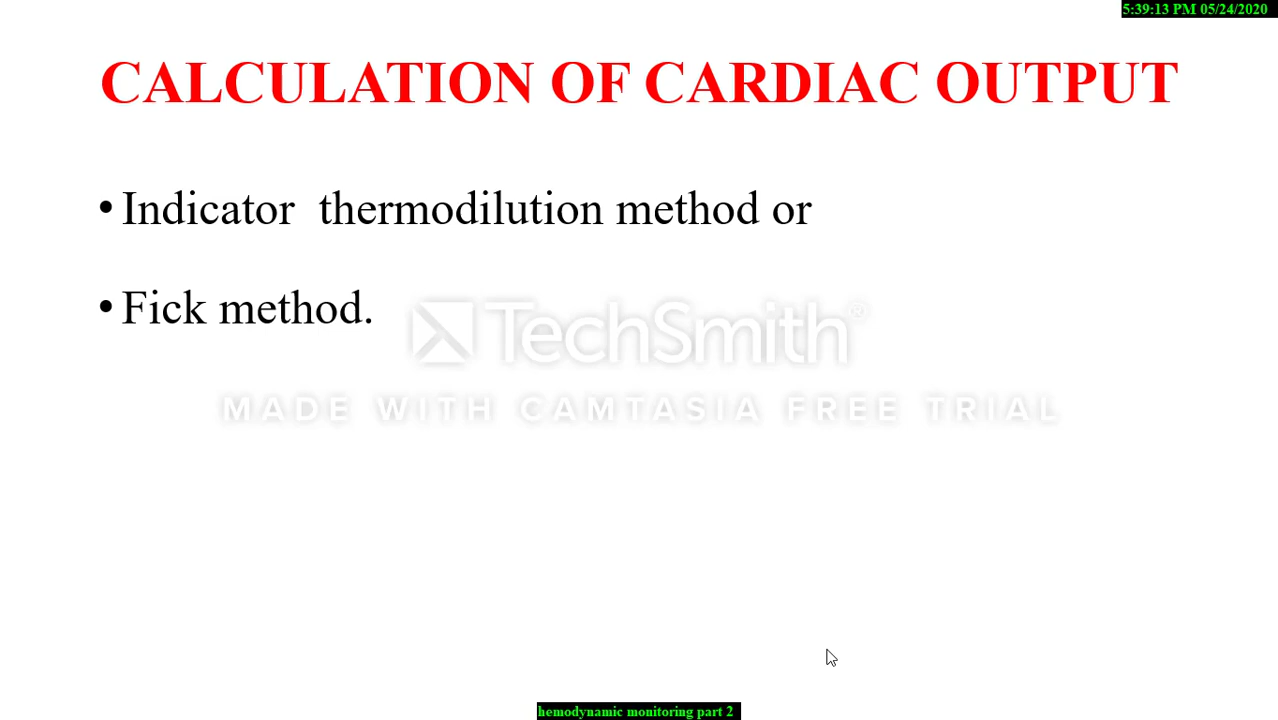 5:39:13 PM 05/24/2020
CALCULATION OF CARDIAC OUTPUT
• Indicator thermodilution method or
• Fick method.
TechSmith®
MADE WITH CAMTASIA FREE TRIAL
hemodynamic monitoring part 2